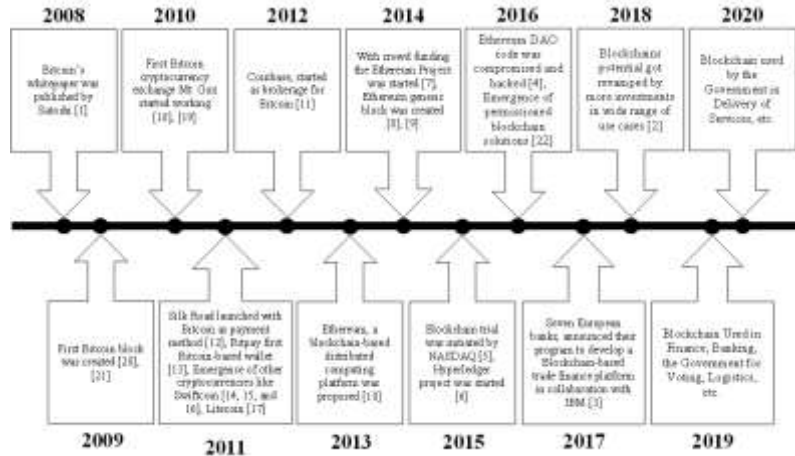 2008
2010
2012
2014
2016
2018
2020
Bitcoin's
whitepaper was
published by
Satoshi [1]
First Bitcoin
cryptocurrency
exchange Mt. Gox
started working
[18], [19]
Coinbase, started
as brokerage for
Bitcoin [11]
With crowd funding
the Ethereum Project
was started [7],
Ethereum genesis
block was created
[8], [9]
Ethereum DAO
code was
compromised and
hacked [4],
Emergence of
permissioned
blockchain
solutions [22]
Blockchains
potential got
revamped by
more investments
in wide range of
use cases [2]
Blockchain used
by the
Government in
Delivery of
Services, etc
First Bitcoin block
was created [20],
[21]
Silk Road launched with
Bitcoin as payment
method [12], Bitpay first
Bitcoin-based wallet
[13], Emergence of other
cryptocurrencies like
Swiftcoin [14, 15, and
16], Litecoin [17]
Ethereum, a
blockchain-based
distributed
computing
platform was
proposed [10]
Blockchain trial
was initiated by
NASDAQ [5],
Hyperledger
project was started
[6]
Seven European
banks, announced their
program to develop a
Blockchain-based
trade finance platform
in collaboration with
IBM [3]
Blockchain Used in
Finance, Banking,
the Government for
Voting, Logistics,
etc
2009
2011
2013
2015
2017
2019